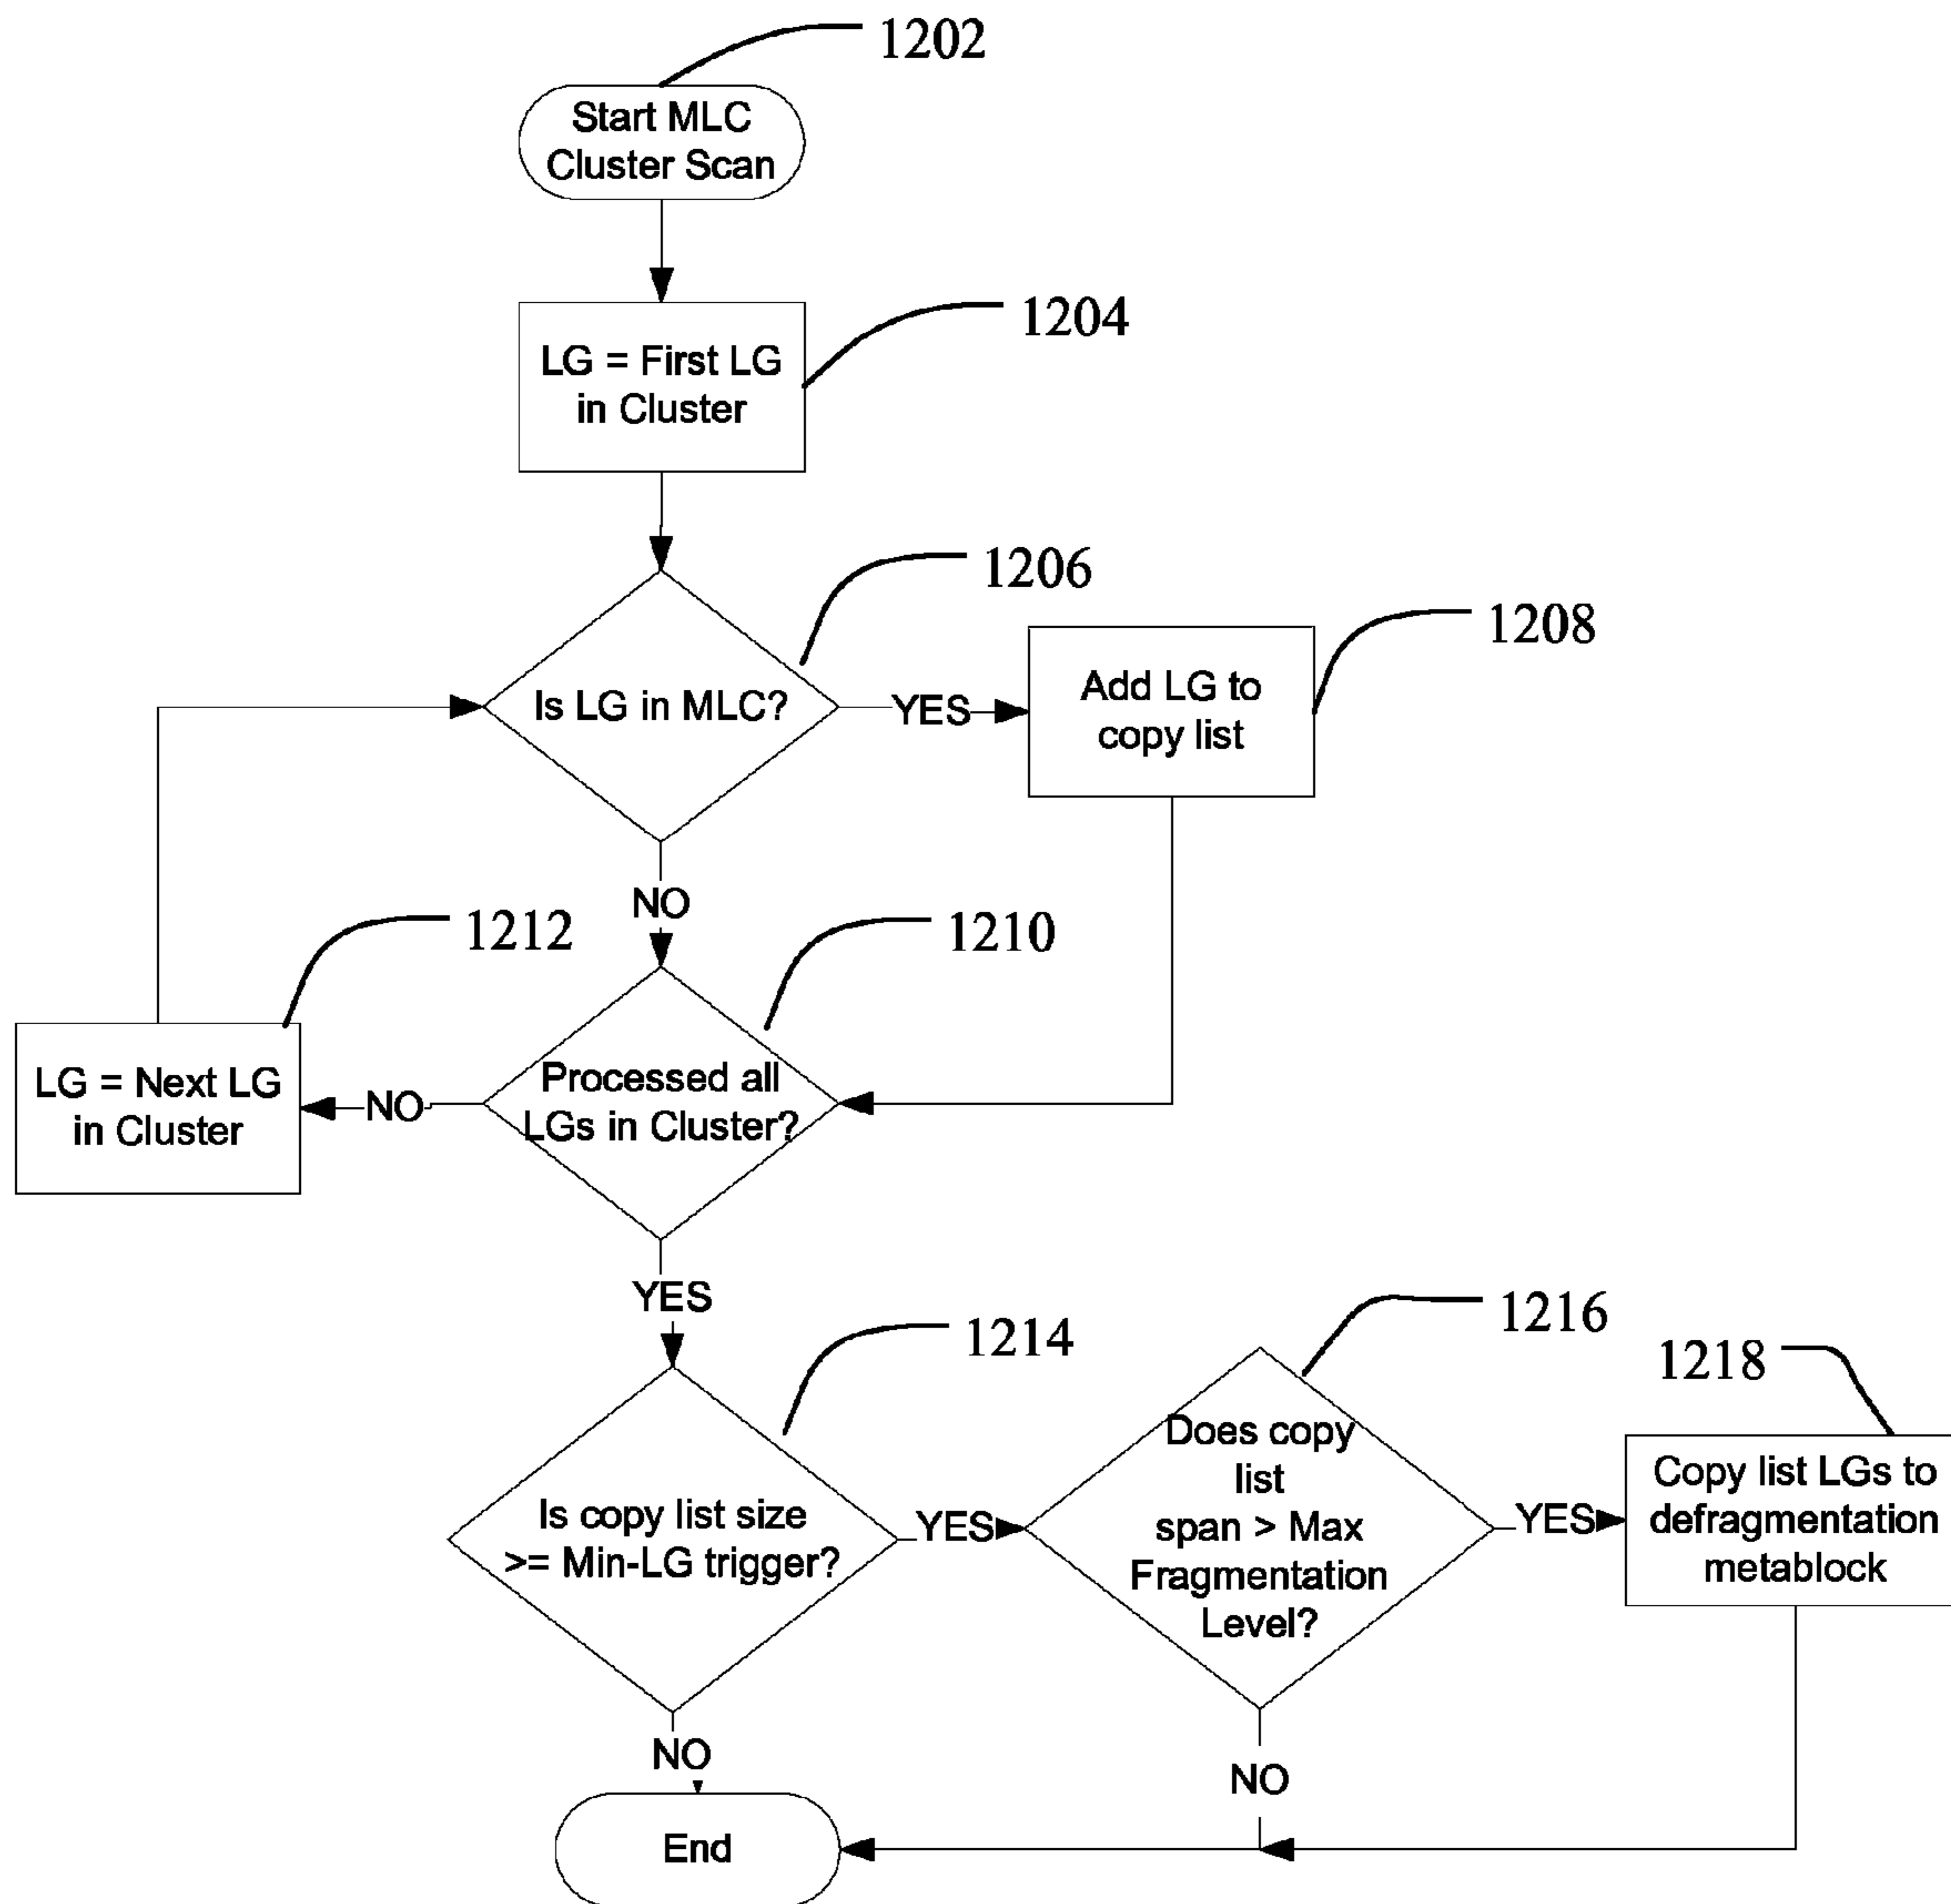 1202
Start MLC
Cluster Scan
1204
LG = First LG
in Cluster
1206
Is LG in MLC?
YES
1208
Add LG to
copy list
NO
1212
1210
LG = Next LG
in Cluster
NO
Processed all
LGs in Cluster?
YES
1214
Is copy list size
>= Min-LG trigger?
YES
1216
Does copy
list
span > Max
Fragmentation
Level?
YES
1218
Copy list LGs to
defragmentation
metablock
NO
NO
End